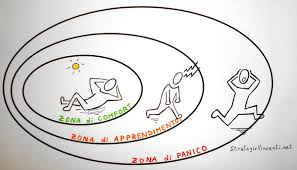 ZONA di COMFORT
ZONA di APPRENDIMENTO
ZONA di PANICO
StrategieVincenti.net